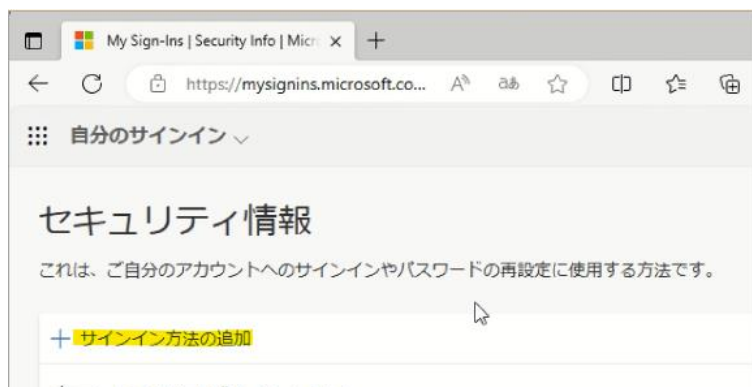 My Sign-Ins | Security Info | Micr
https://mysignins.microsoft.co...
自分のサインイン
セキュリティ情報
これは、ご自分のアカウントへのサインインやパスワードの再設定に使用する方法です。
+ サインイン方法の追加